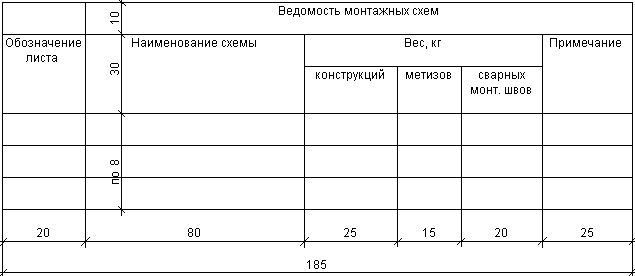 Ведомость монтажных схем
10
Обозначение
листа
Наименование схемы
Вес, кг
Примечание
30
конструкций
метизов
сварных
монт. швов
по 8
20
80
25
15
20
25
185